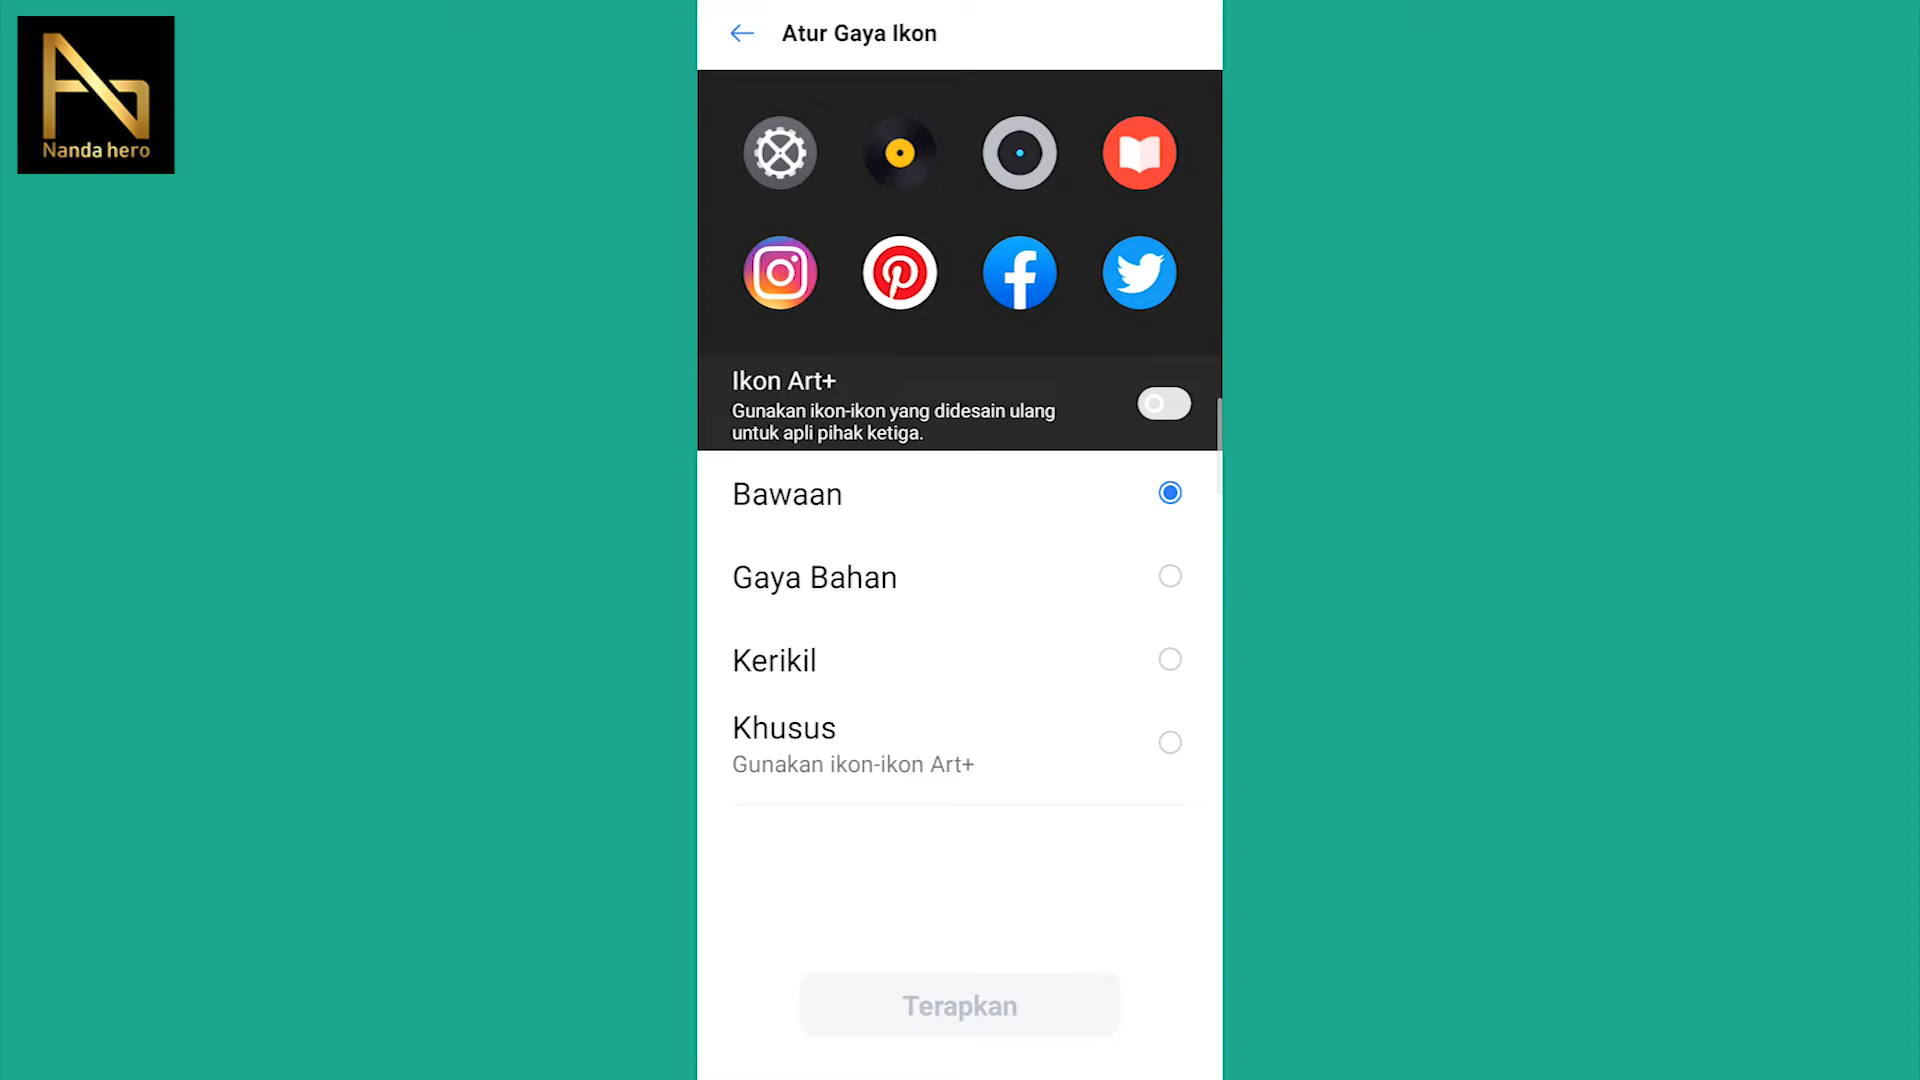 Nanda hero
Atur Gaya Ikon
Ikon Art+
Gunakan ikon-ikon yang didesain ulang
untuk apli pihak ketiga.
Bawaan
Gaya Bahan
Kerikil
Khusus
Gunakan ikon-ikon Art+
Terapkan